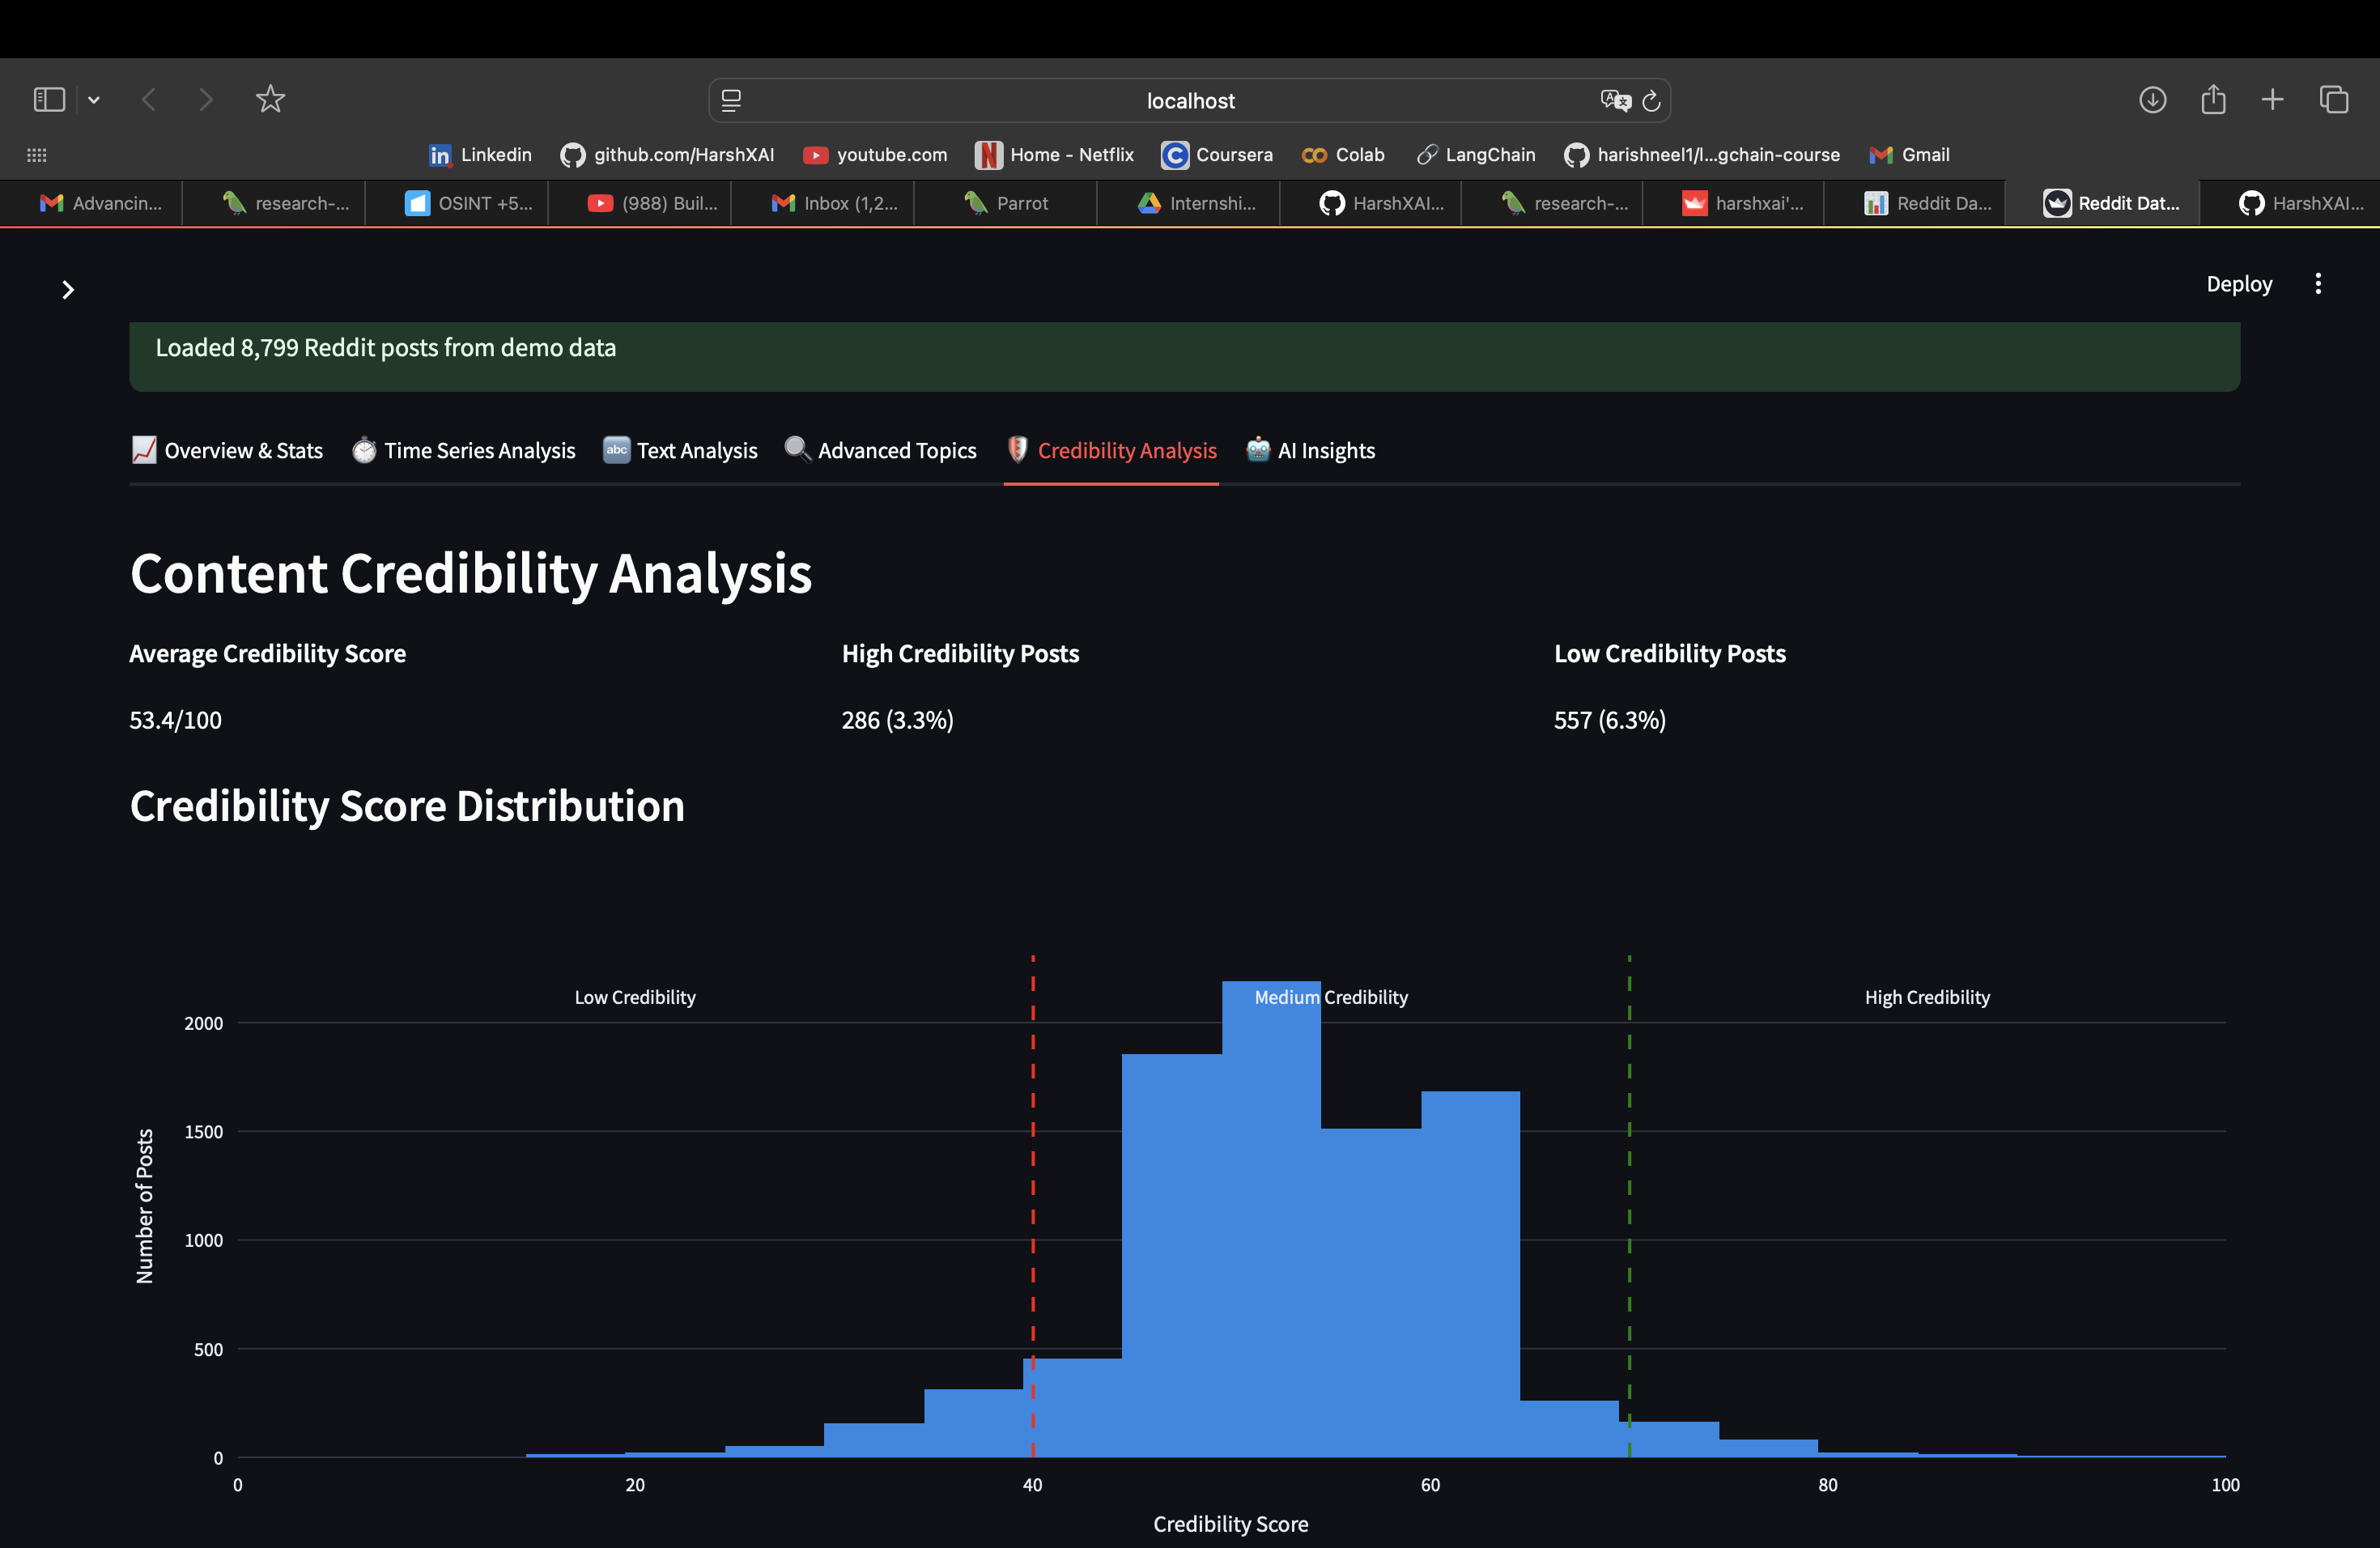 localhost
Linkedin github.com/HarshXAI youtube.com Home - Netflix Coursera Colab LangChain harishneel1/l...gchain-course Gmail
Advancin... research-... OSINT +5... (988) Buil... Inbox (1,2... Parrot Internshi... HarshXAI... research-... harshxai'... Reddit Da... Reddit Dat... HarshXAI...
Deploy
Loaded 8,799 Reddit posts from demo data
Overview & Stats Time Series Analysis abc Text Analysis Advanced Topics Credibility Analysis AI Insights
Content Credibility Analysis
Average Credibility Score High Credibility Posts Low Credibility Posts
53.4/100 286 (3.3%) 557 (6.3%)
Credibility Score Distribution
Low Credibility Medium Credibility High Credibility
2000
1500
1000
500
0
Number of Posts
0 20 40 60 80 100
Credibility Score